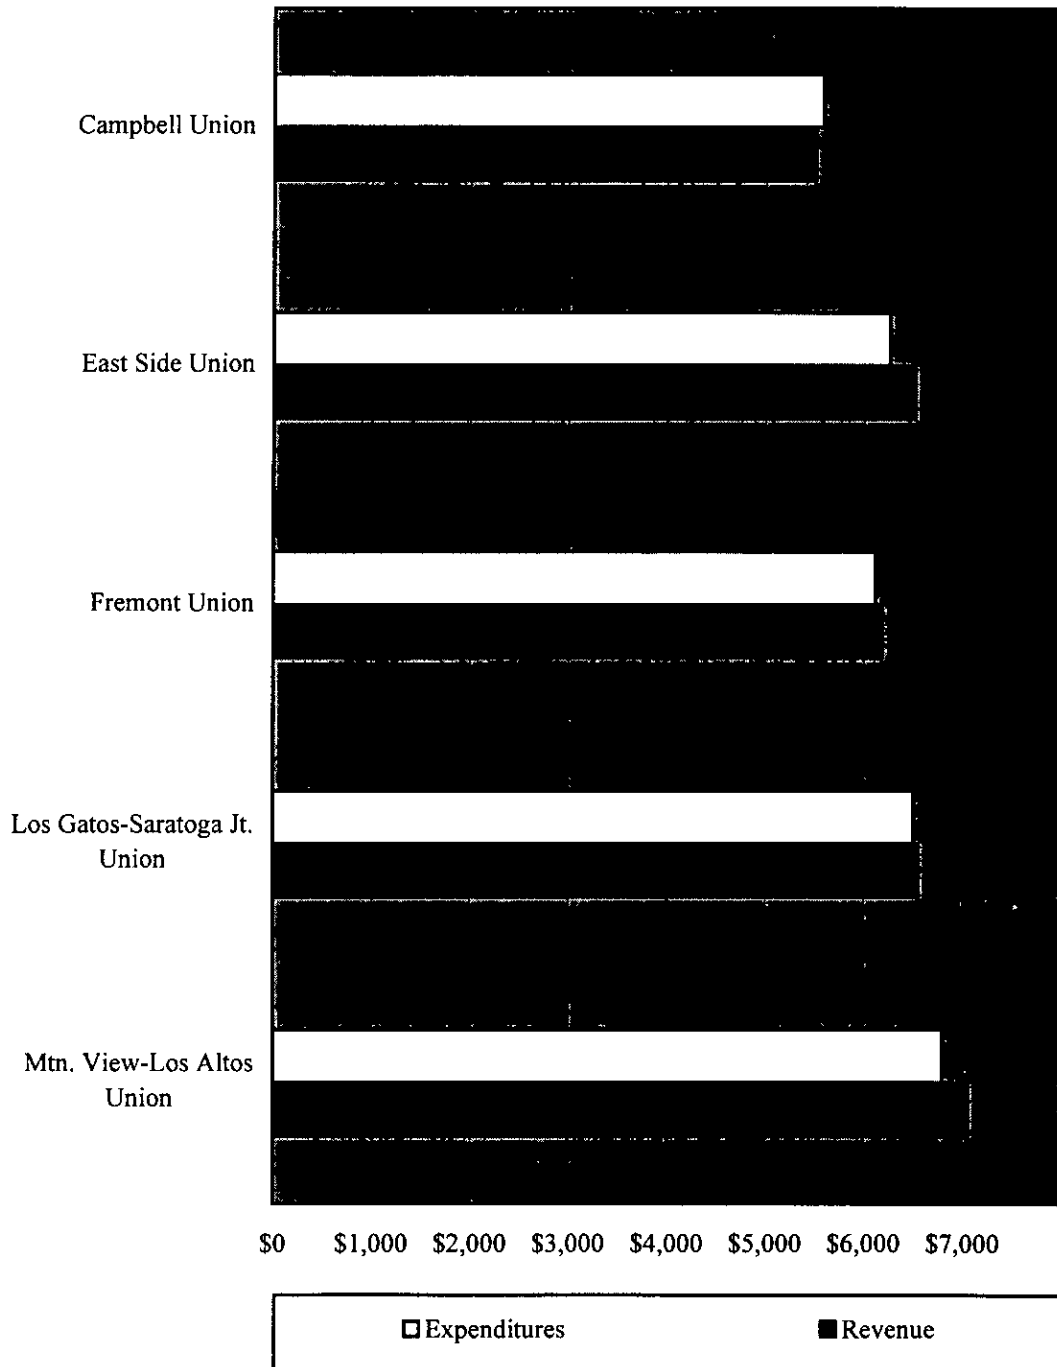 Campbell Union
East Side Union
Fremont Union
Los Gatos-Saratoga Jt.
Union
Mtn. View-Los Altos
Union
$0 $1,000 $2,000 $3,000 $4,000 $5,000 $6,000 $7,000
Expenditures Revenue